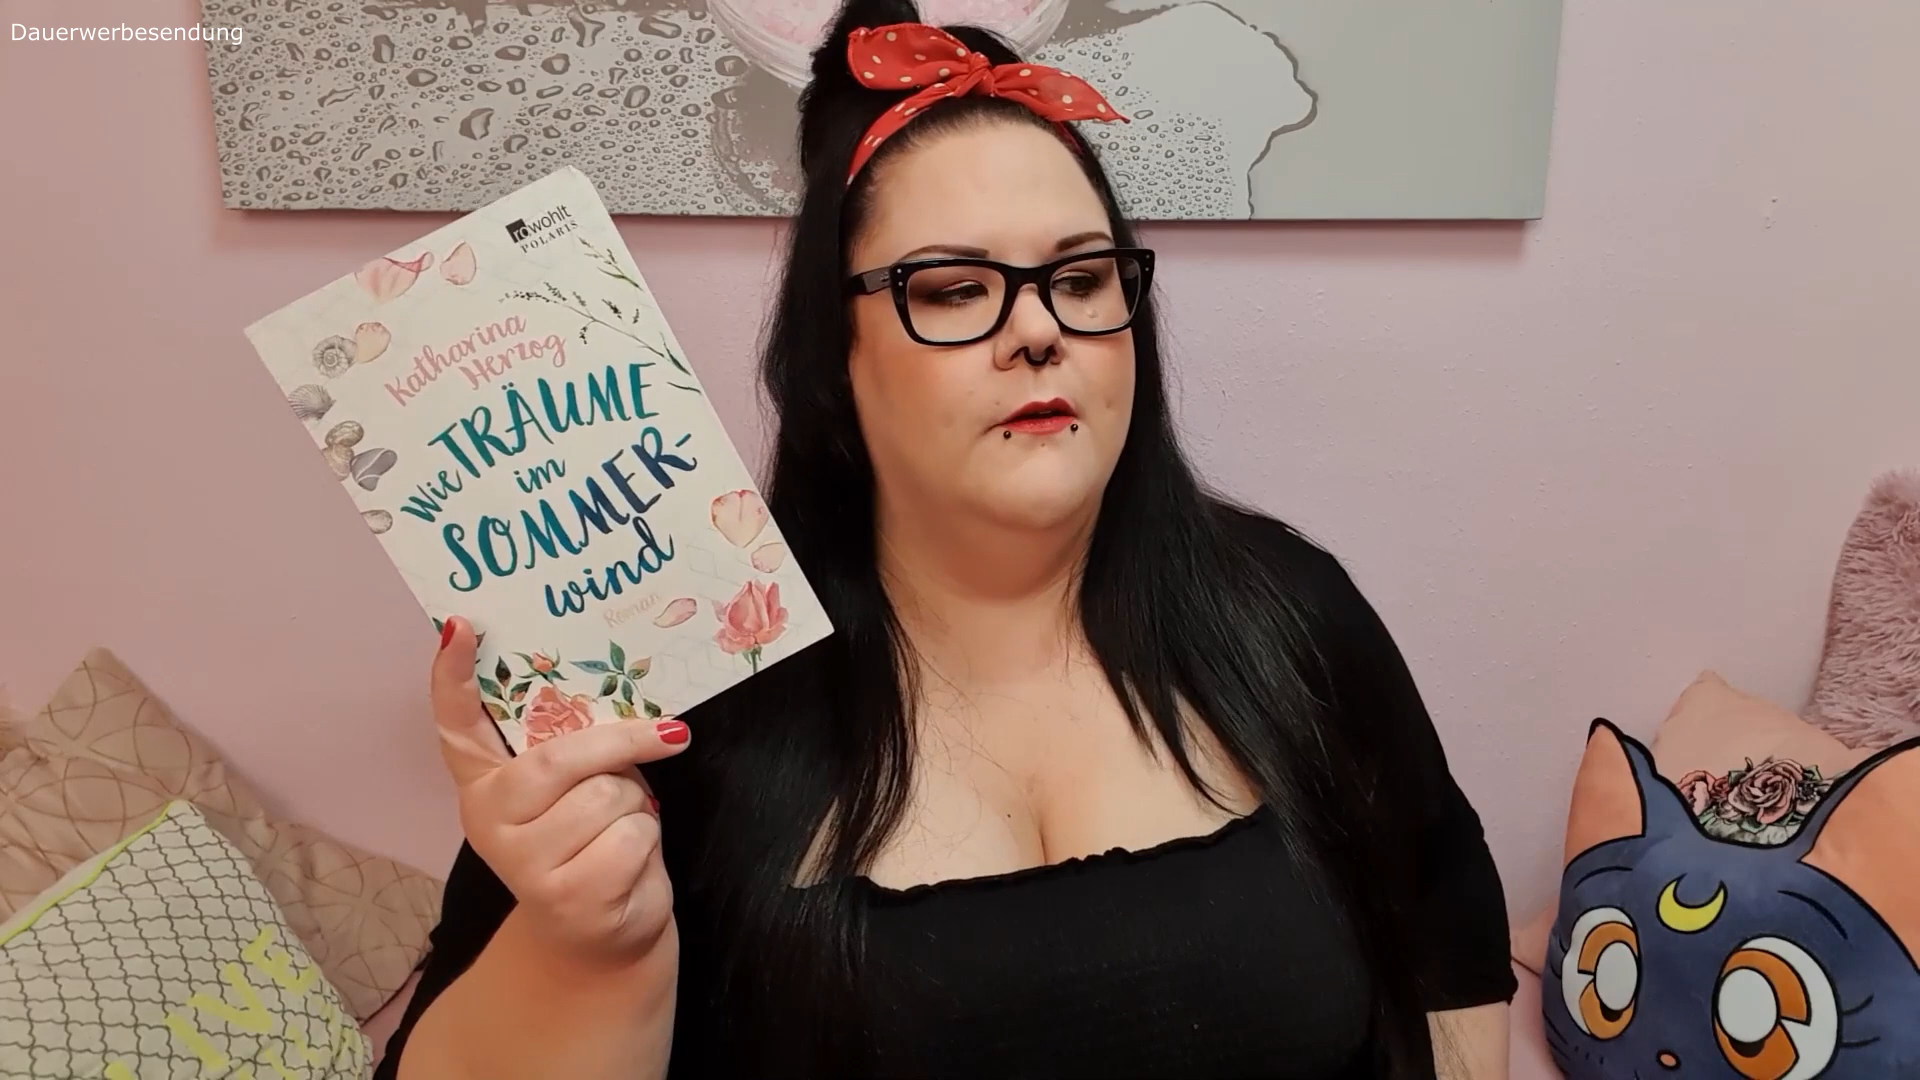 Dauerwerbesendung
rowohlt
POLARIS
Katharina
Herzog
Wie TRÄUME
im
SOMMER-
wind
Roman